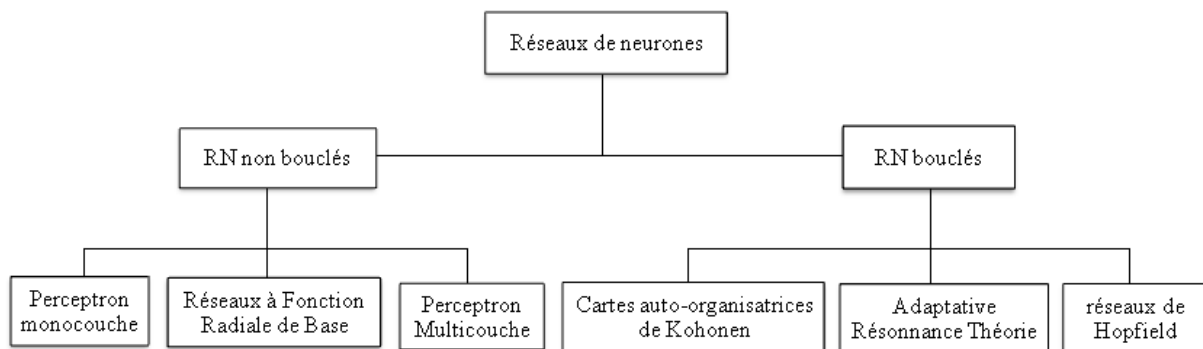 Réseaux de neurones
RN non bouclés
RN bouclés
Perceptron
monocouche
Réseaux à Fonction
Radiale de Base
Perceptron
Multicouche
Cartes auto-organisatrices
de Kohonen
Adaptative
Résonnance Théorie
réseaux de
Hopfield